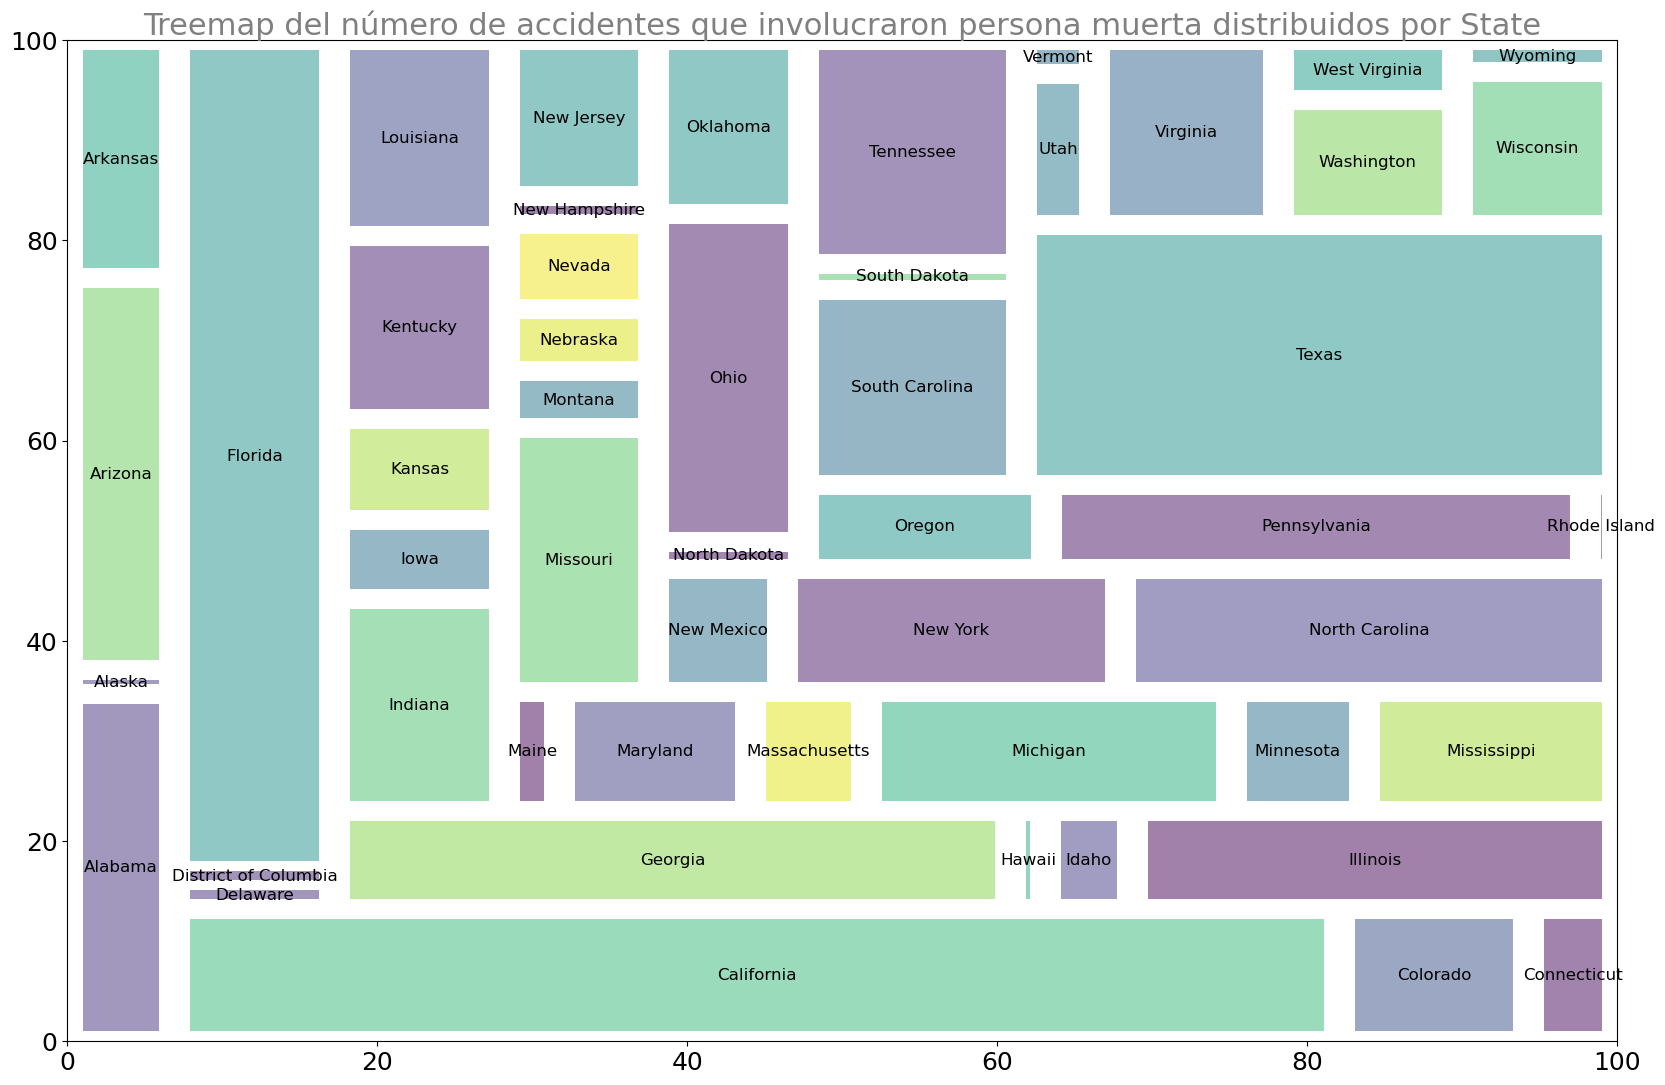 Treemap del número de accidentes que involucraron persona muerta distribuidos por State
100
80
60
40
20
0
0 20 40 60 80 100
Arkansas
Arizona
Alaska
Alabama
Florida
District of Columbia
Delaware
California
Colorado
Connecticut
Louisiana
Kentucky
Kansas
Iowa
Indiana
Georgia
Hawaii
Idaho
Illinois
New Jersey
New Hampshire
Nevada
Nebraska
Montana
Missouri
Maine
Maryland
Massachusetts
Michigan
Minnesota
Mississippi
Oklahoma
Ohio
North Dakota
New Mexico
New York
North Carolina
Tennessee
South Dakota
South Carolina
Oregon
Pennsylvania
Rhode Island
Vermont
Utah
Virginia
West Virginia
Washington
Wyoming
Wisconsin
Texas